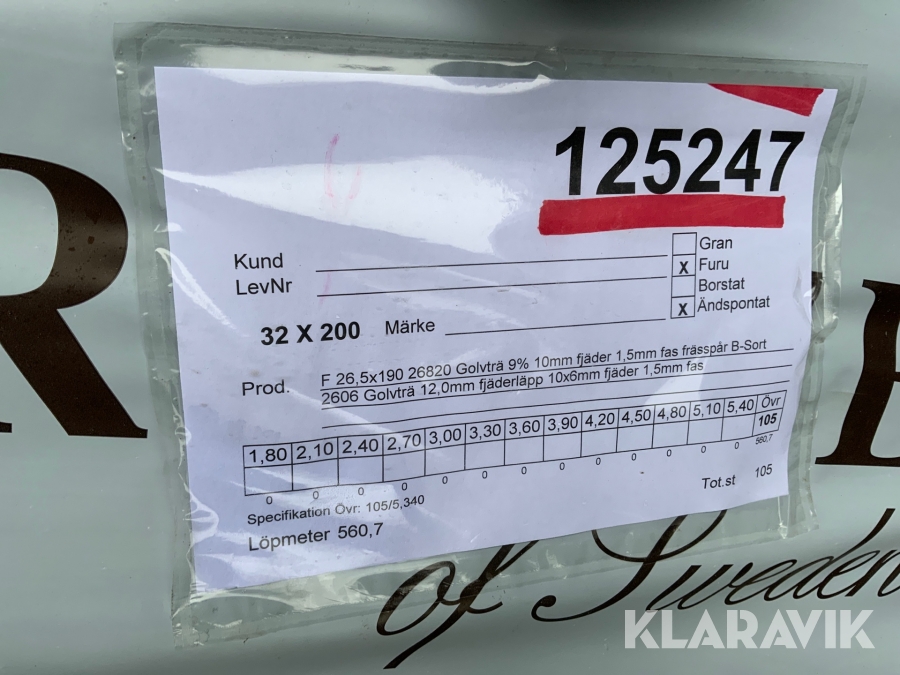 125247
Kund
LevNr
Gran
X Furu
Borstat
X Ändspontat
32 X 200 Märke
Prod. F 26,5x190 26820 Golvträ 9% 10mm fjäder 1,5mm fas frässpår B-Sort
2606 Golvträ 12,0mm fjäderläpp 10x6mm fjäder 1,5mm fas
1,80 2,10 2,40 2,70 3,00 3,30 3,60 3,90 4,20 4,50 4,80 5,10 5,40 Övr
105
0 0 0 0 0 0 0 0 0 0 0 0 0 560,7
Specifikation Övr: 105/5,340
Tot.st 105
Löpmeter 560,7
R
of Sweden
KLARAVIK